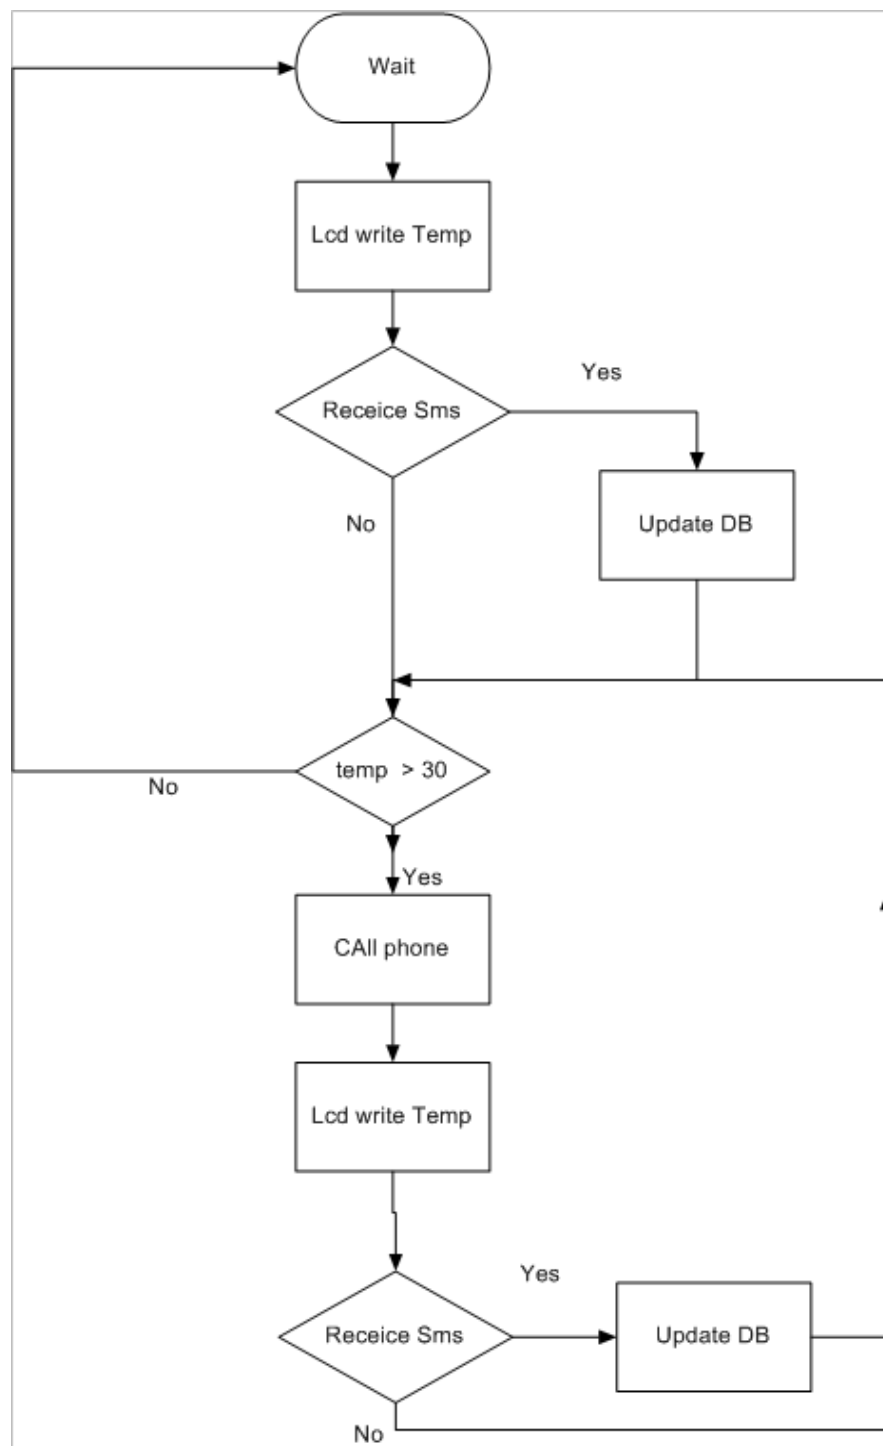 Wait
Lcd write Temp
Receice Sms
Yes
No
Update DB
temp > 30
No
Yes
CAll phone
Lcd write Temp
Receice Sms
Yes
Update DB
No